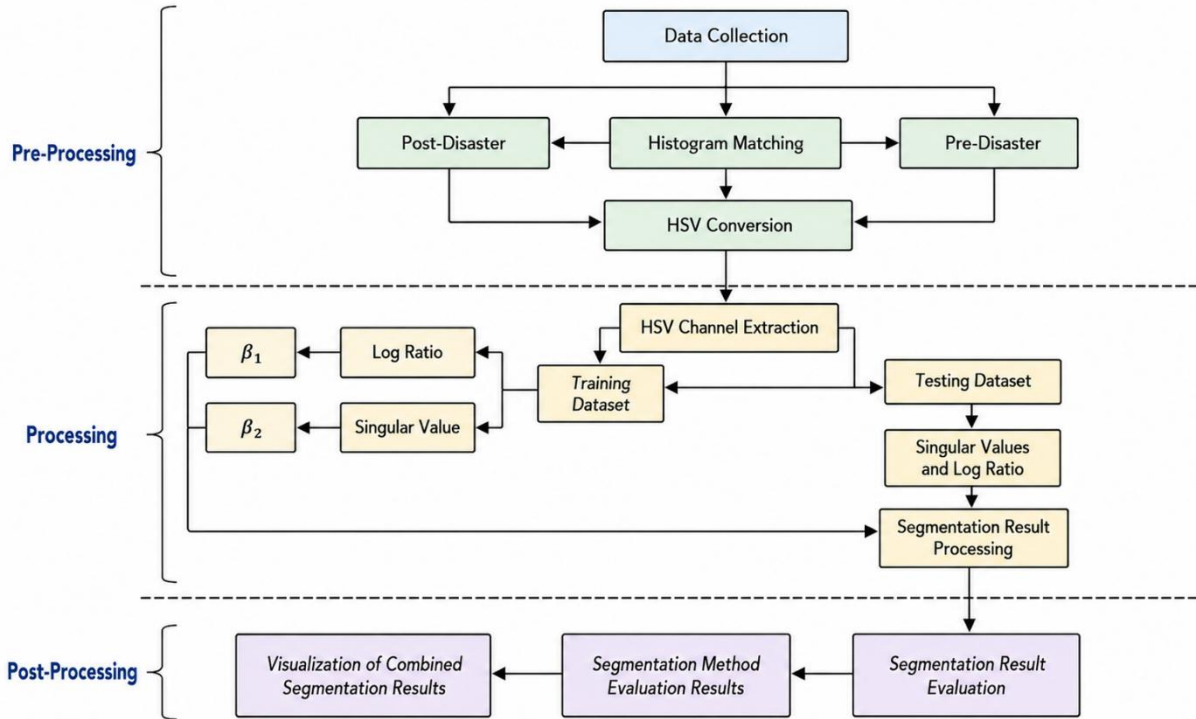 Data Collection
Pre-Processing
Post-Disaster
Histogram Matching
Pre-Disaster
HSV Conversion
Processing
HSV Channel Extraction
β₁
Log Ratio
Training
Dataset
Testing Dataset
β₂
Singular Value
Singular Values
and Log Ratio
Segmentation Result
Processing
Post-Processing
Visualization of Combined
Segmentation Results
Segmentation Method
Evaluation Results
Segmentation Result
Evaluation